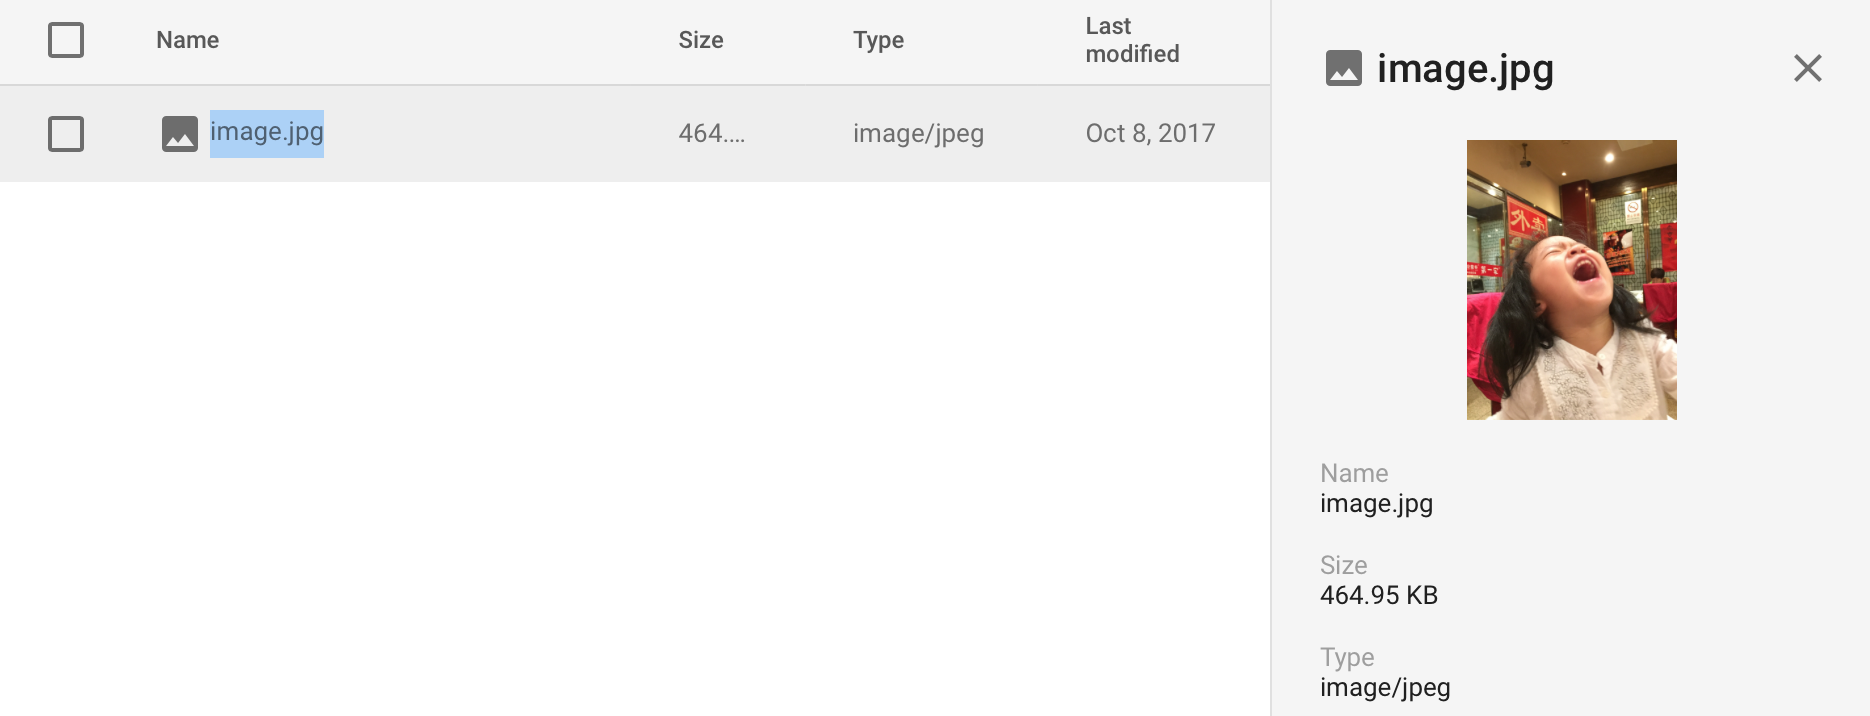 Name Size Type Last
modified
image.jpg 464.... image/jpeg Oct 8, 2017
image.jpg
Name
image.jpg
Size
464.95 KB
Type
image/jpeg